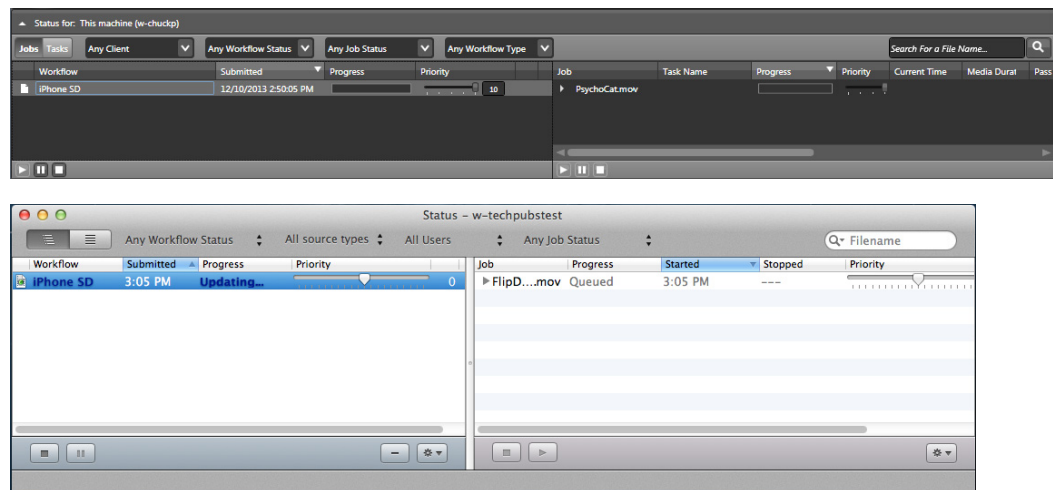 Status for: This machine (w-chuckp)
Jobs Tasks Any Client Any Workflow Status Any Job Status Any Workflow Type Search For a File Name...
Workflow Submitted Progress Priority Job Task Name Progress Priority Current Time Media Durat Pass
iPhone SD 12/10/2013 2:50:05 PM 10 PsychoCat.mov
Status - w-techpubstest
Any Workflow Status All source types All Users Any Job Status Filename
Workflow Submitted Progress Priority Job Progress Started Stopped Priority
iPhone SD 3:05 PM Updating... 0 FlipD....mov Queued 3:05 PM ---